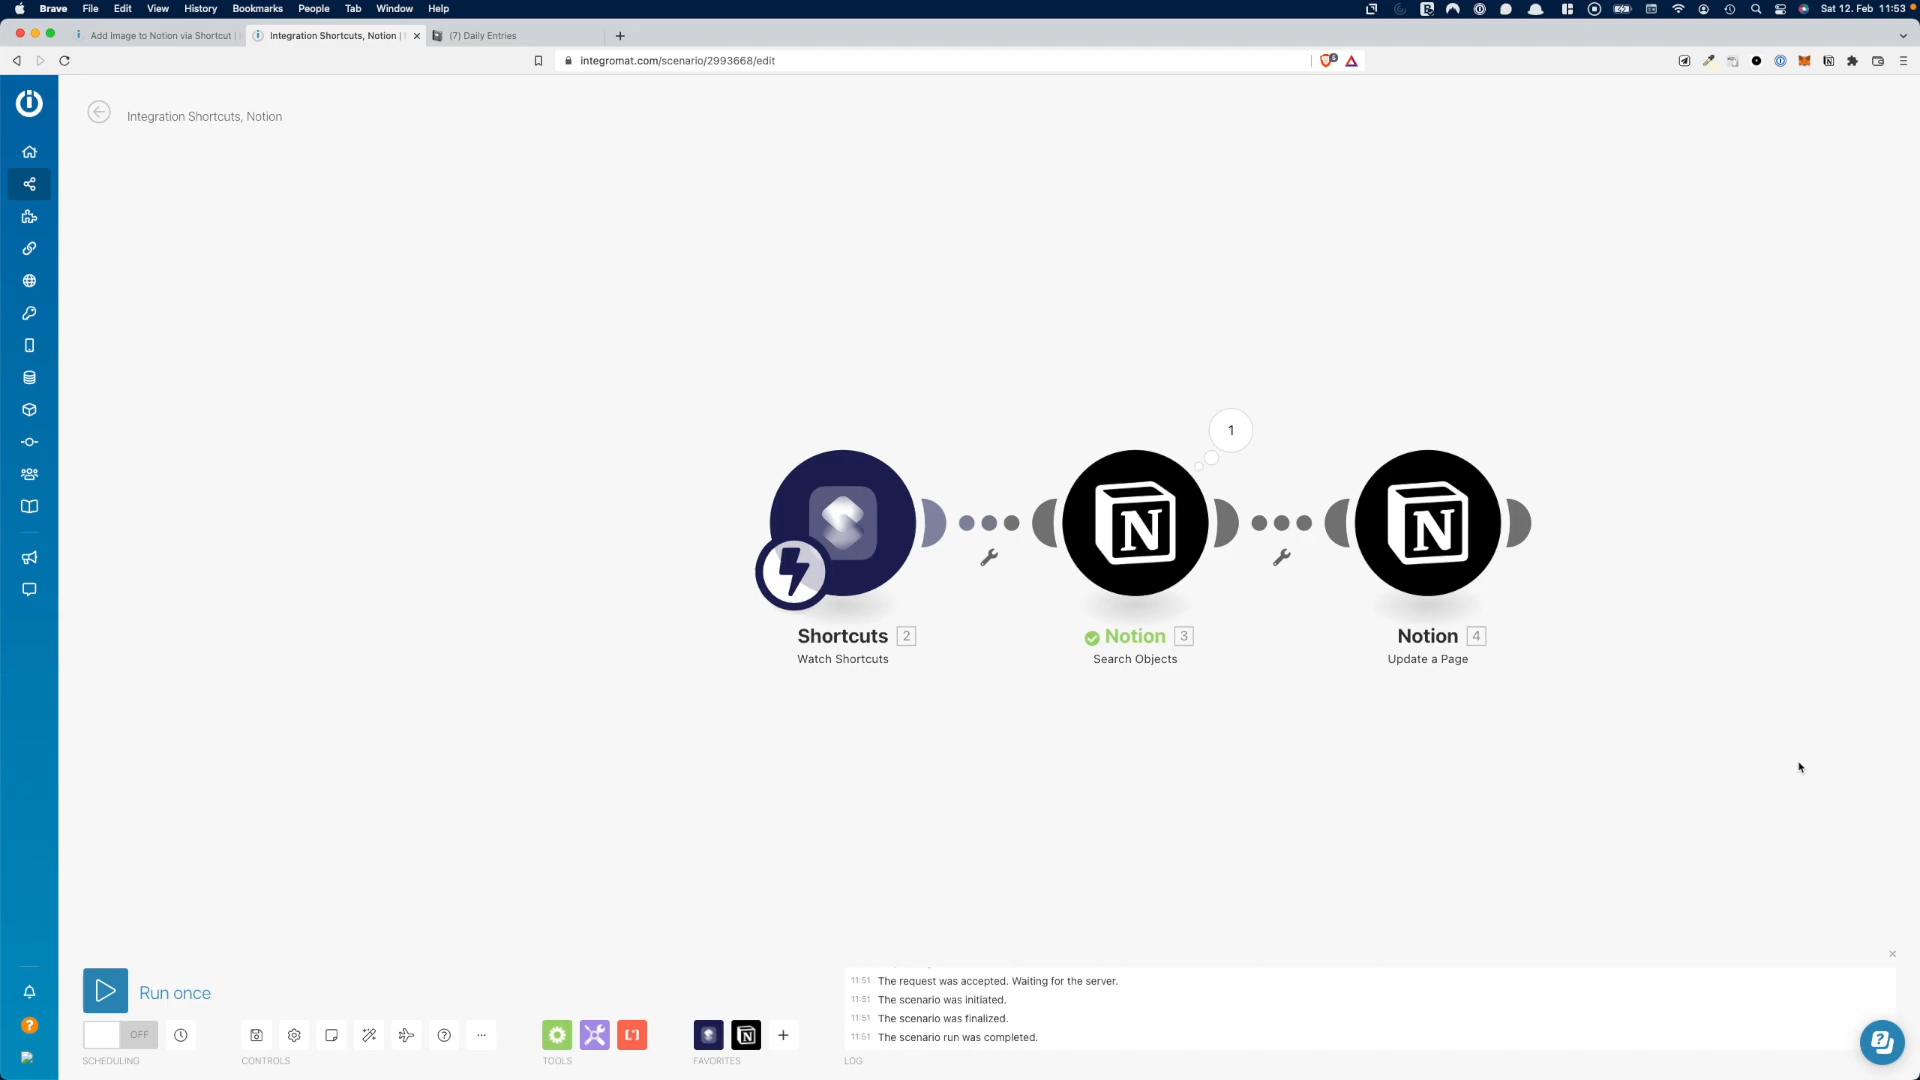 Brave File Edit View History Bookmarks People Tab Window Help
Sat 12. Feb 11:53
Add Image to Notion via Shortcut |
Integration Shortcuts, Notion |
(7) Daily Entries
integromat.com/scenario/2993668/edit
Integration Shortcuts, Notion
1
Shortcuts 2
Watch Shortcuts
Notion 3
Search Objects
Notion 4
Update a Page
Run once
OFF
SCHEDULING
CONTROLS
TOOLS
FAVORITES
LOG
11:51 The request was accepted. Waiting for the server.
11:51 The scenario was initiated.
11:51 The scenario was finalized.
11:51 The scenario run was completed.